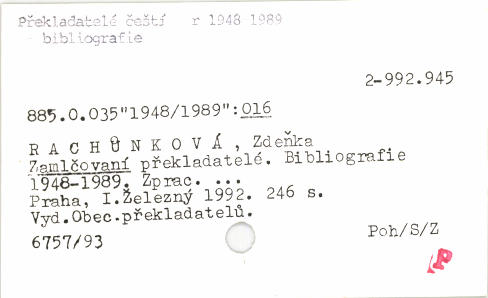 Překladatelé čeští r 1948 1989
- bibliografie
2-992.945
885.0.035"1948/1989":016
R A C H Ů N K O V Á , Zdeňka
Zamlčovaní překladatelé. Bibliografie
1948-1989. Zprac. ...
Praha, I.Železný 1992. 246 s.
Vyd.Obec.překladatelů.
6757/93
Poh/S/Z
P